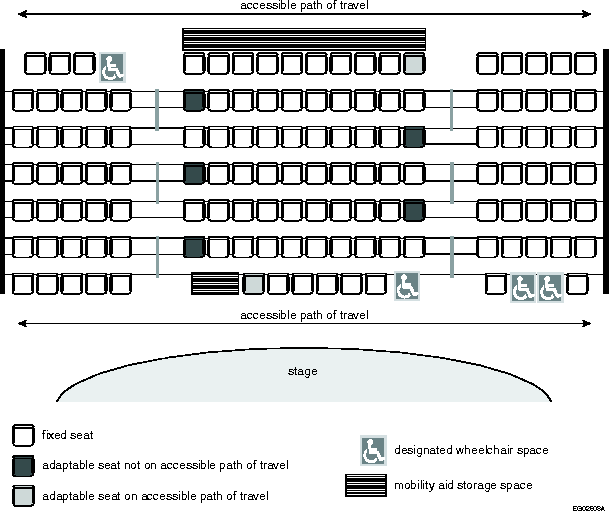 accessible path of travel
accessible path of travel
stage
fixed seat
adaptable seat not on accessible path of travel
adaptable seat on accessible path of travel
designated wheelchair space
mobility aid storage space